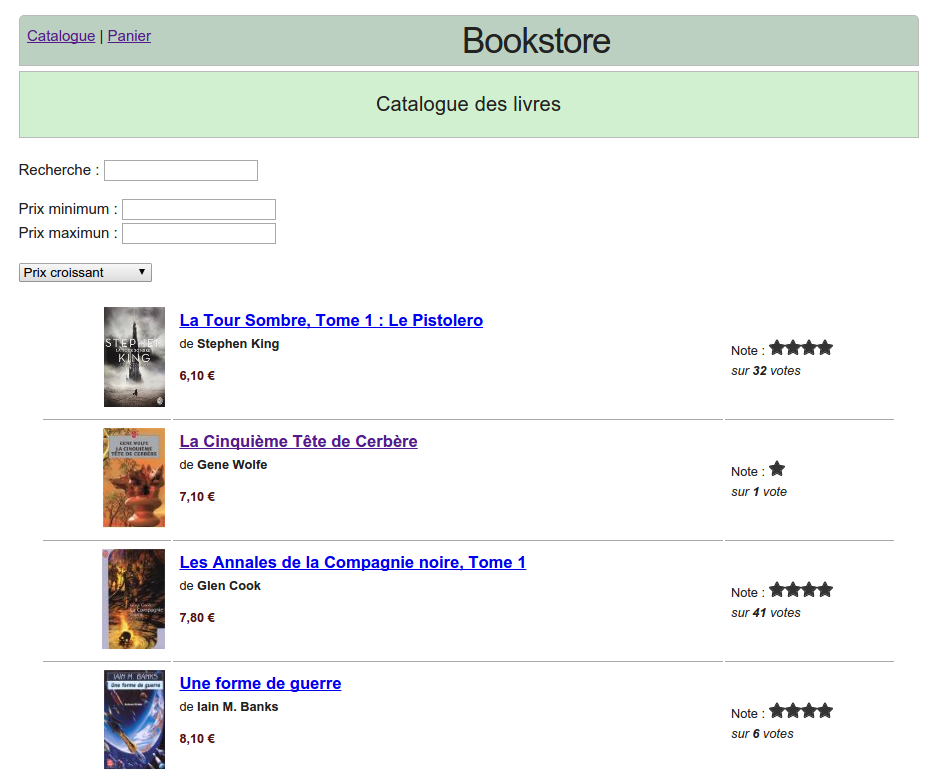 Catalogue | Panier
Bookstore
Catalogue des livres
Recherche :
Prix minimum :
Prix maximun :
Prix croissant
STEPHEN
KING
La Tour Sombre, Tome 1 : Le Pistolero
de Stephen King
6,10 €
Note :
sur 32 votes
GENE WOLFE
LA CINQUIÈME
TÊTE DE CERBÈRE
La Cinquième Tête de Cerbère
de Gene Wolfe
7,10 €
Note :
sur 1 vote
Glen Cook
La Compagnie
noire
Les Annales de la Compagnie noire, Tome 1
de Glen Cook
7,80 €
Note :
sur 41 votes
IAIN M. BANKS
Une forme de guerre
Une forme de guerre
de Iain M. Banks
8,10 €
Note :
sur 6 votes